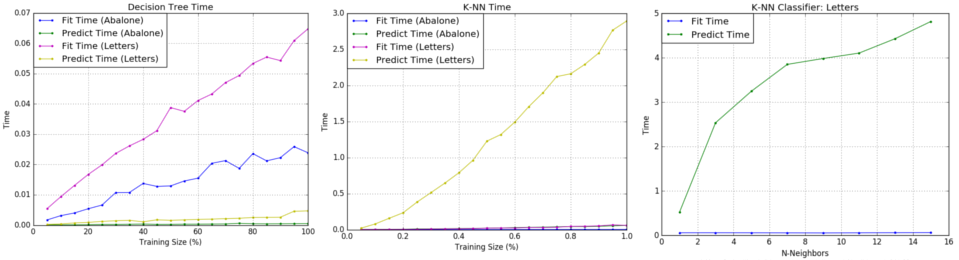 Decision Tree Time
Fit Time (Abalone)
Predict Time (Abalone)
Fit Time (Letters)
Predict Time (Letters)
0.07
0.06
0.05
0.04
0.03
0.02
0.01
0.00
Time
0 20 40 60 80 100
Training Size (%)
K-NN Time
Fit Time (Abalone)
Predict Time (Abalone)
Fit Time (Letters)
Predict Time (Letters)
3.0
2.5
2.0
1.5
1.0
0.5
0.0
Time
0.0 0.2 0.4 0.6 0.8 1.0
Training Size (%)
K-NN Classifier: Letters
Fit Time
Predict Time
5
4
3
2
1
0
Time
0 2 4 6 8 10 12 14 16
N-Neighbors